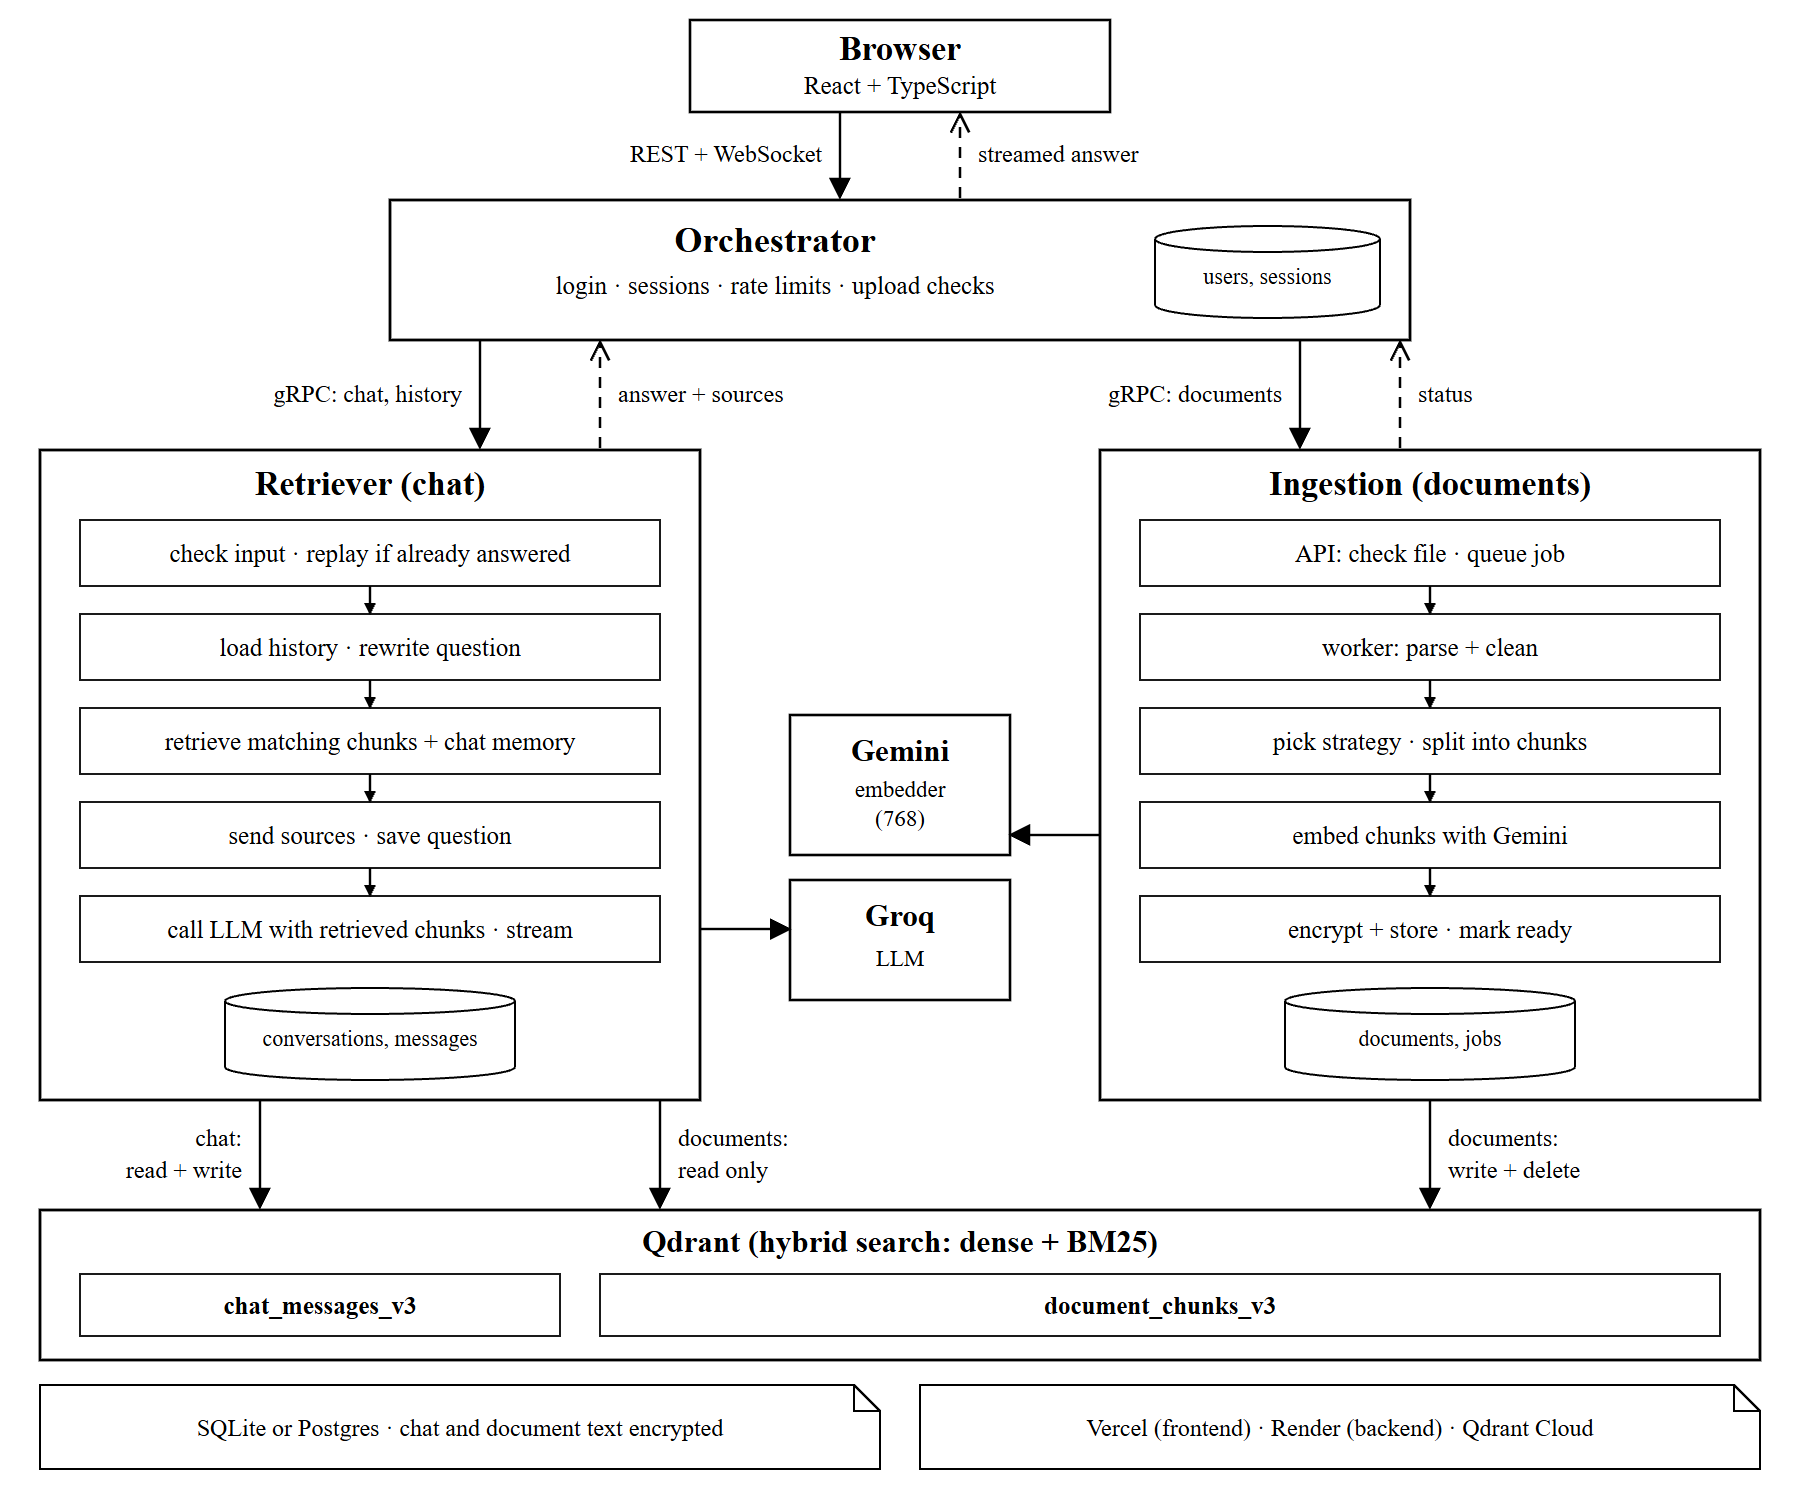 Browser
React + TypeScript
REST + WebSocket
streamed answer
Orchestrator
login · sessions · rate limits · upload checks
users, sessions
gRPC: chat, history
answer + sources
gRPC: documents
status
Retriever (chat)
check input · replay if already answered
load history · rewrite question
retrieve matching chunks + chat memory
send sources · save question
call LLM with retrieved chunks · stream
conversations, messages
Gemini
embedder
(768)
Groq
LLM
Ingestion (documents)
API: check file · queue job
worker: parse + clean
pick strategy · split into chunks
embed chunks with Gemini
encrypt + store · mark ready
documents, jobs
chat:
read + write
documents:
read only
documents:
write + delete
Qdrant (hybrid search: dense + BM25)
chat_messages_v3
document_chunks_v3
SQLite or Postgres · chat and document text encrypted
Vercel (frontend) · Render (backend) · Qdrant Cloud